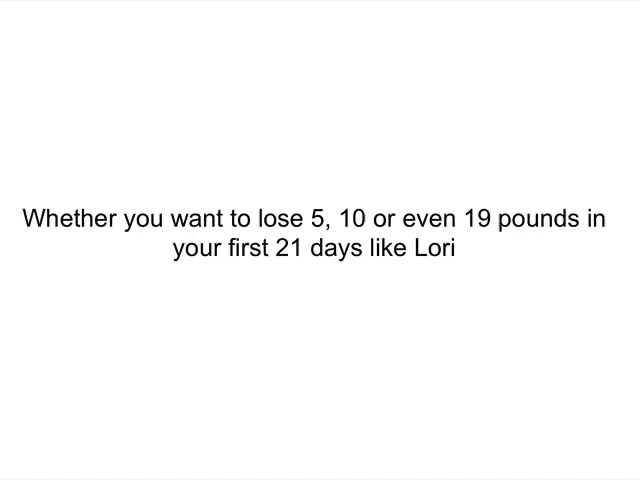 Whether you want to lose 5, 10 or even 19 pounds in
your first 21 days like Lori